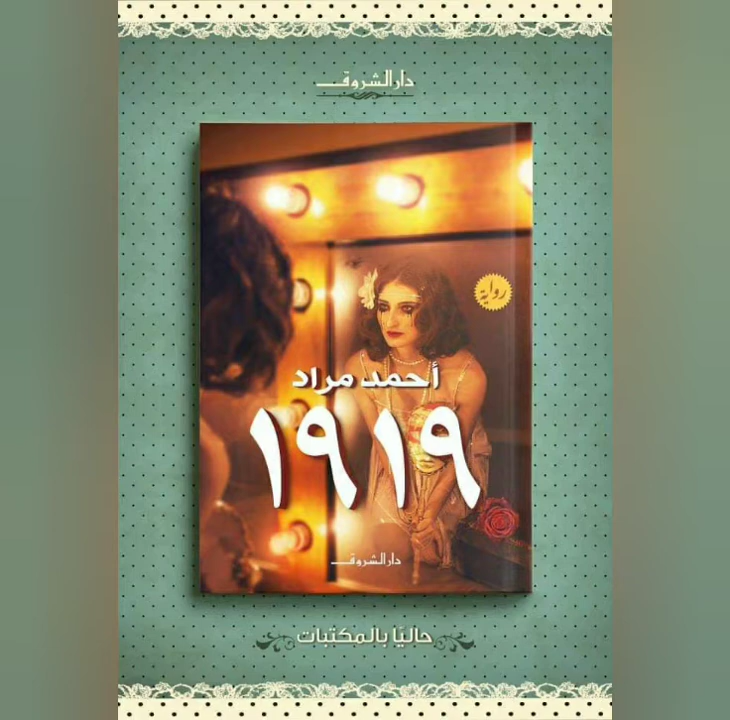 دار الشروق
رواية
أحمد مراد
١٩١٩
دار الشروق
حاليًا بالمكتبات